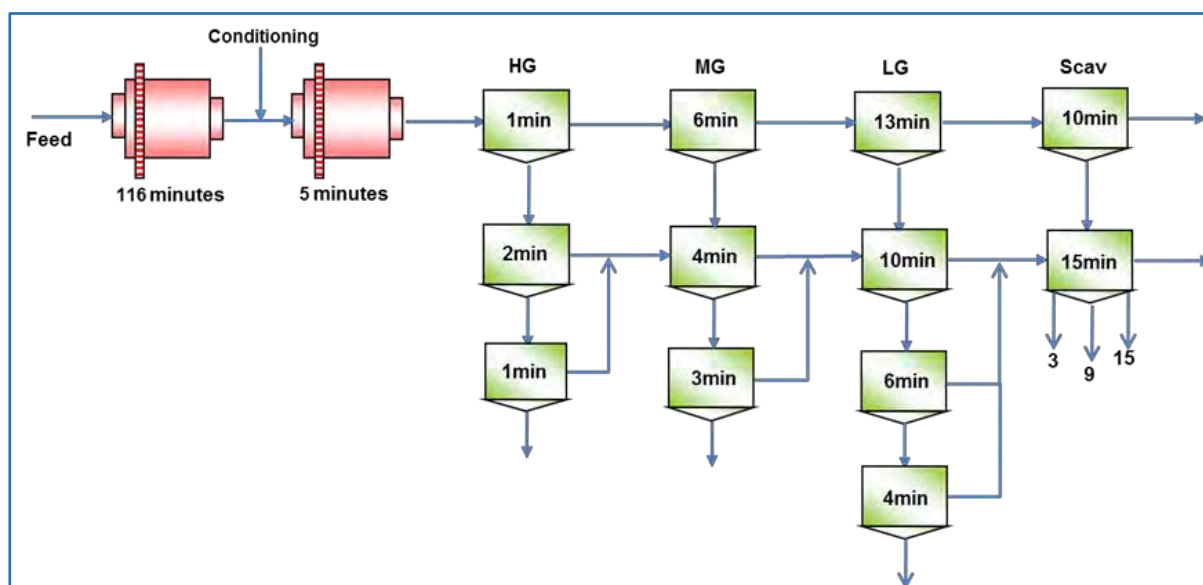 Conditioning
Feed
116 minutes
5 minutes
HG
MG
LG
Scav
1min
6min
13min
10min
2min
4min
10min
15min
1min
3min
6min
3
9
15
4min